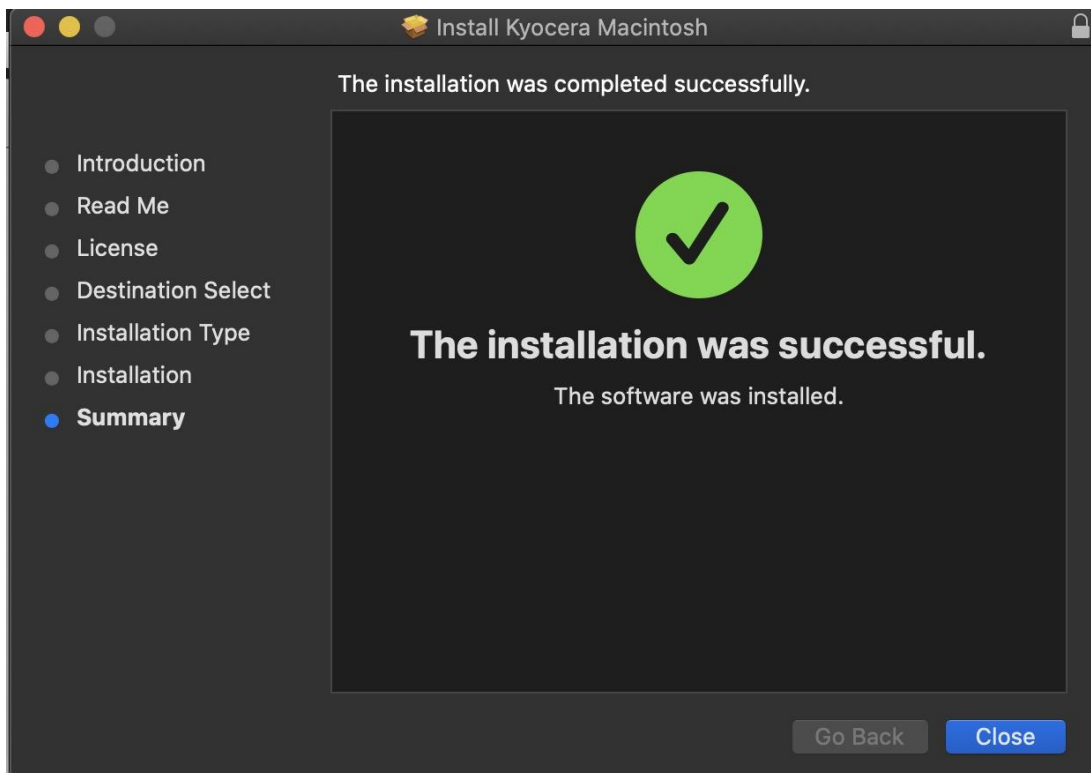 Install Kyocera Macintosh
The installation was completed successfully.
Introduction
Read Me
License
Destination Select
Installation Type
Installation
Summary
The installation was successful.
The software was installed.
Go Back
Close